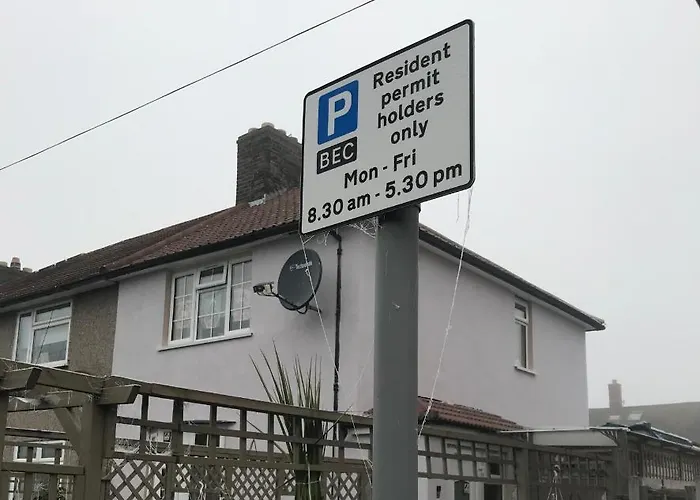 P
BEC
Resident
permit
holders
only
Mon - Fri
8.30 am - 5.30 pm